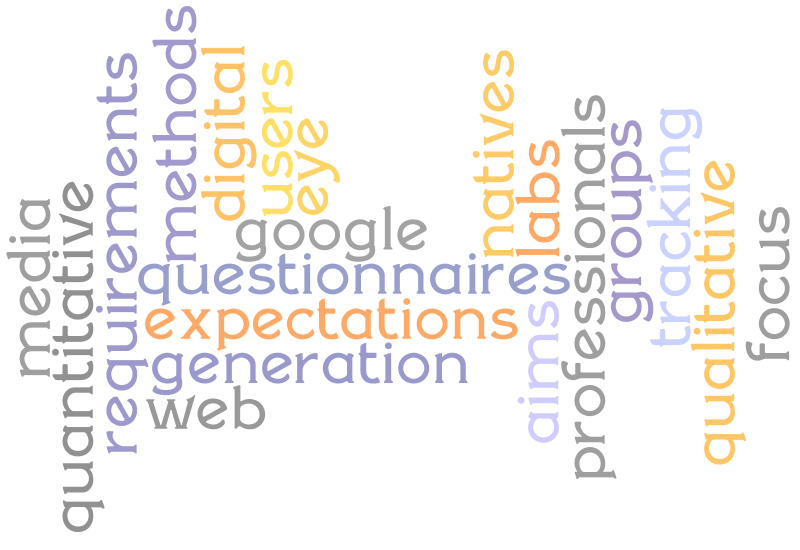 media
quantitative
requirements
methods
digital
users
eye
google
questionnaires
expectations
generation
web
natives
labs
aims
professionals
groups
tracking
qualitative
focus